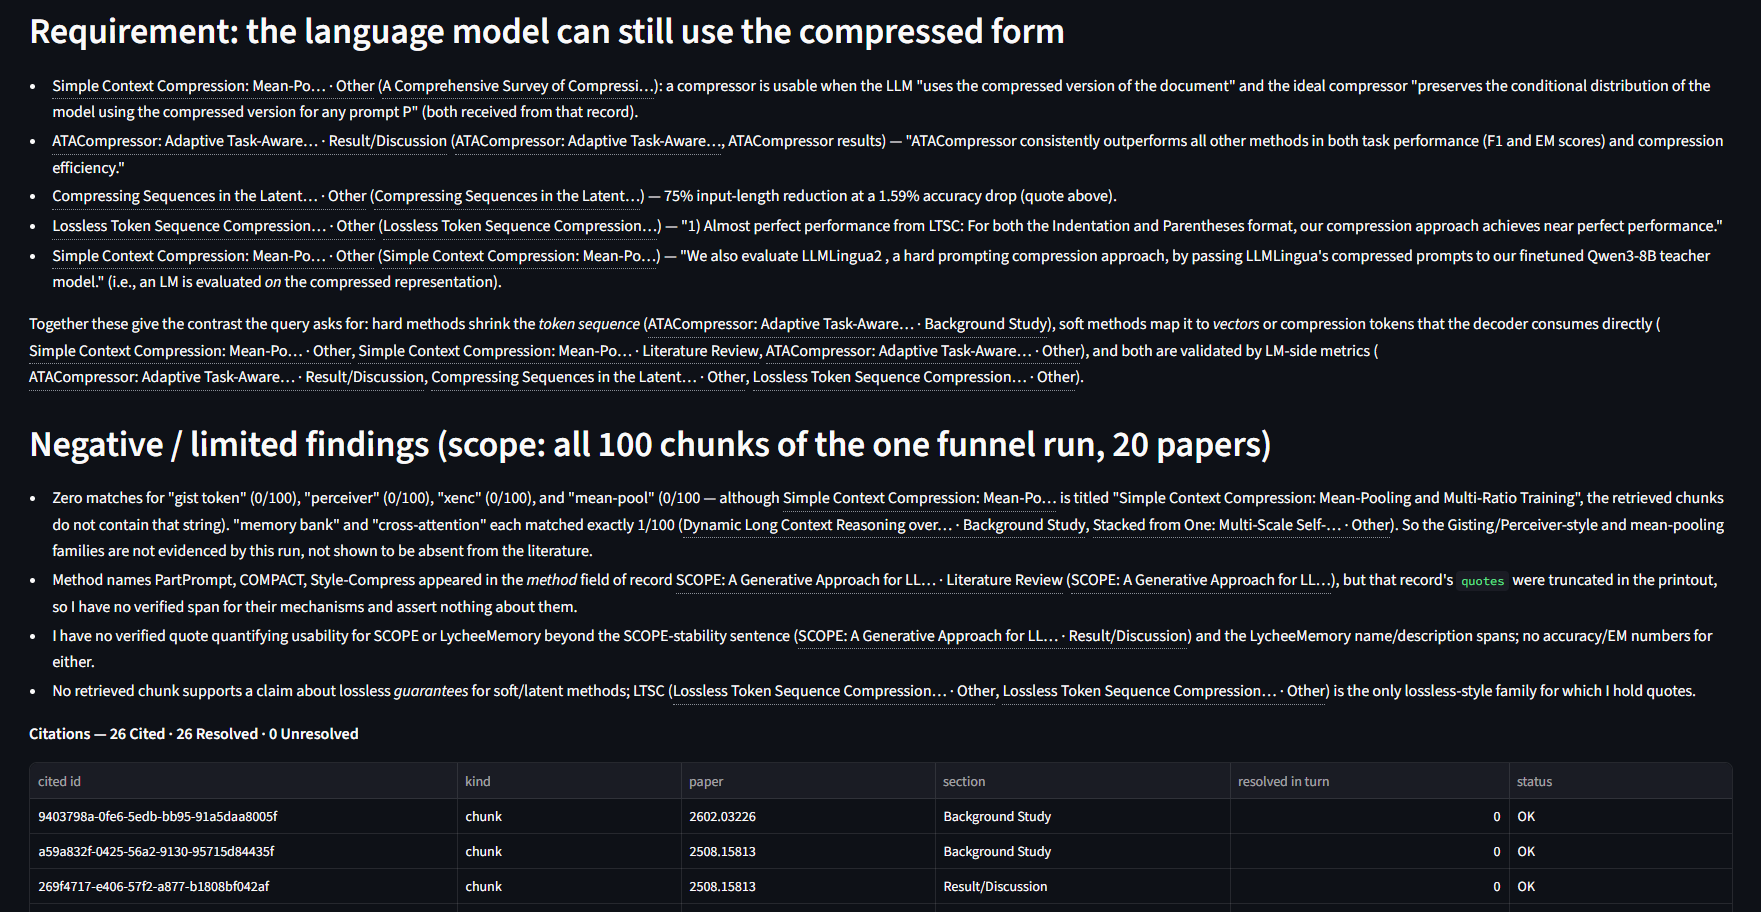 Requirement: the language model can still use the compressed form
• Simple Context Compression: Mean-Po… · Other (A Comprehensive Survey of Compressi…): a compressor is usable when the LLM "uses the compressed version of the document" and the ideal compressor "preserves the conditional distribution of the
model using the compressed version for any prompt P" (both received from that record).
• ATACompressor: Adaptive Task-Aware… · Result/Discussion (ATACompressor: Adaptive Task-Aware…, ATACompressor results) — "ATACompressor consistently outperforms all other methods in both task performance (F1 and EM scores) and compression
efficiency."
• Compressing Sequences in the Latent… · Other (Compressing Sequences in the Latent…) — 75% input-length reduction at a 1.59% accuracy drop (quote above).
• Lossless Token Sequence Compression… · Other (Lossless Token Sequence Compression…) — "1) Almost perfect performance from LTSC: For both the Indentation and Parentheses format, our compression approach achieves near perfect performance."
• Simple Context Compression: Mean-Po… · Other (Simple Context Compression: Mean-Po…) — "We also evaluate LLMLingua2 , a hard prompting compression approach, by passing LLMLingua's compressed prompts to our finetuned Qwen3-8B teacher
model." (i.e., an LM is evaluated on the compressed representation).
Together these give the contrast the query asks for: hard methods shrink the token sequence (ATACompressor: Adaptive Task-Aware… · Background Study), soft methods map it to vectors or compression tokens that the decoder consumes directly (
Simple Context Compression: Mean-Po… · Other, Simple Context Compression: Mean-Po… · Literature Review, ATACompressor: Adaptive Task-Aware… · Other), and both are validated by LM-side metrics (
ATACompressor: Adaptive Task-Aware… · Result/Discussion, Compressing Sequences in the Latent… · Other, Lossless Token Sequence Compression… · Other).
Negative / limited findings (scope: all 100 chunks of the one funnel run, 20 papers)
• Zero matches for "gist token" (0/100), "perceiver" (0/100), "xenc" (0/100), and "mean-pool" (0/100 — although Simple Context Compression: Mean-Po… is titled "Simple Context Compression: Mean-Pooling and Multi-Ratio Training", the retrieved chunks
do not contain that string). "memory bank" and "cross-attention" each matched exactly 1/100 (Dynamic Long Context Reasoning over… · Background Study, Stacked from One: Multi-Scale Self-… · Other). So the Gisting/Perceiver-style and mean-pooling
families are not evidenced by this run, not shown to be absent from the literature.
• Method names PartPrompt, COMPACT, Style-Compress appeared in the method field of record SCOPE: A Generative Approach for LL… · Literature Review (SCOPE: A Generative Approach for LL…), but that record's quotes were truncated in the printout,
so I have no verified span for their mechanisms and assert nothing about them.
• I have no verified quote quantifying usability for SCOPE or LycheeMemory beyond the SCOPE-stability sentence (SCOPE: A Generative Approach for LL… · Result/Discussion) and the LycheeMemory name/description spans; no accuracy/EM numbers for
either.
• No retrieved chunk supports a claim about lossless guarantees for soft/latent methods; LTSC (Lossless Token Sequence Compression… · Other, Lossless Token Sequence Compression… · Other) is the only lossless-style family for which I hold quotes.
Citations — 26 Cited · 26 Resolved · 0 Unresolved
cited id kind paper section resolved in turn status
9403798a-0fe6-5edb-bb95-91a5daa8005f chunk 2602.03226 Background Study 0 OK
a59a832f-0425-56a2-9130-95715d84435f chunk 2508.15813 Background Study 0 OK
269f4717-e406-57f2-a877-b1808bf042af chunk 2508.15813 Result/Discussion 0 OK